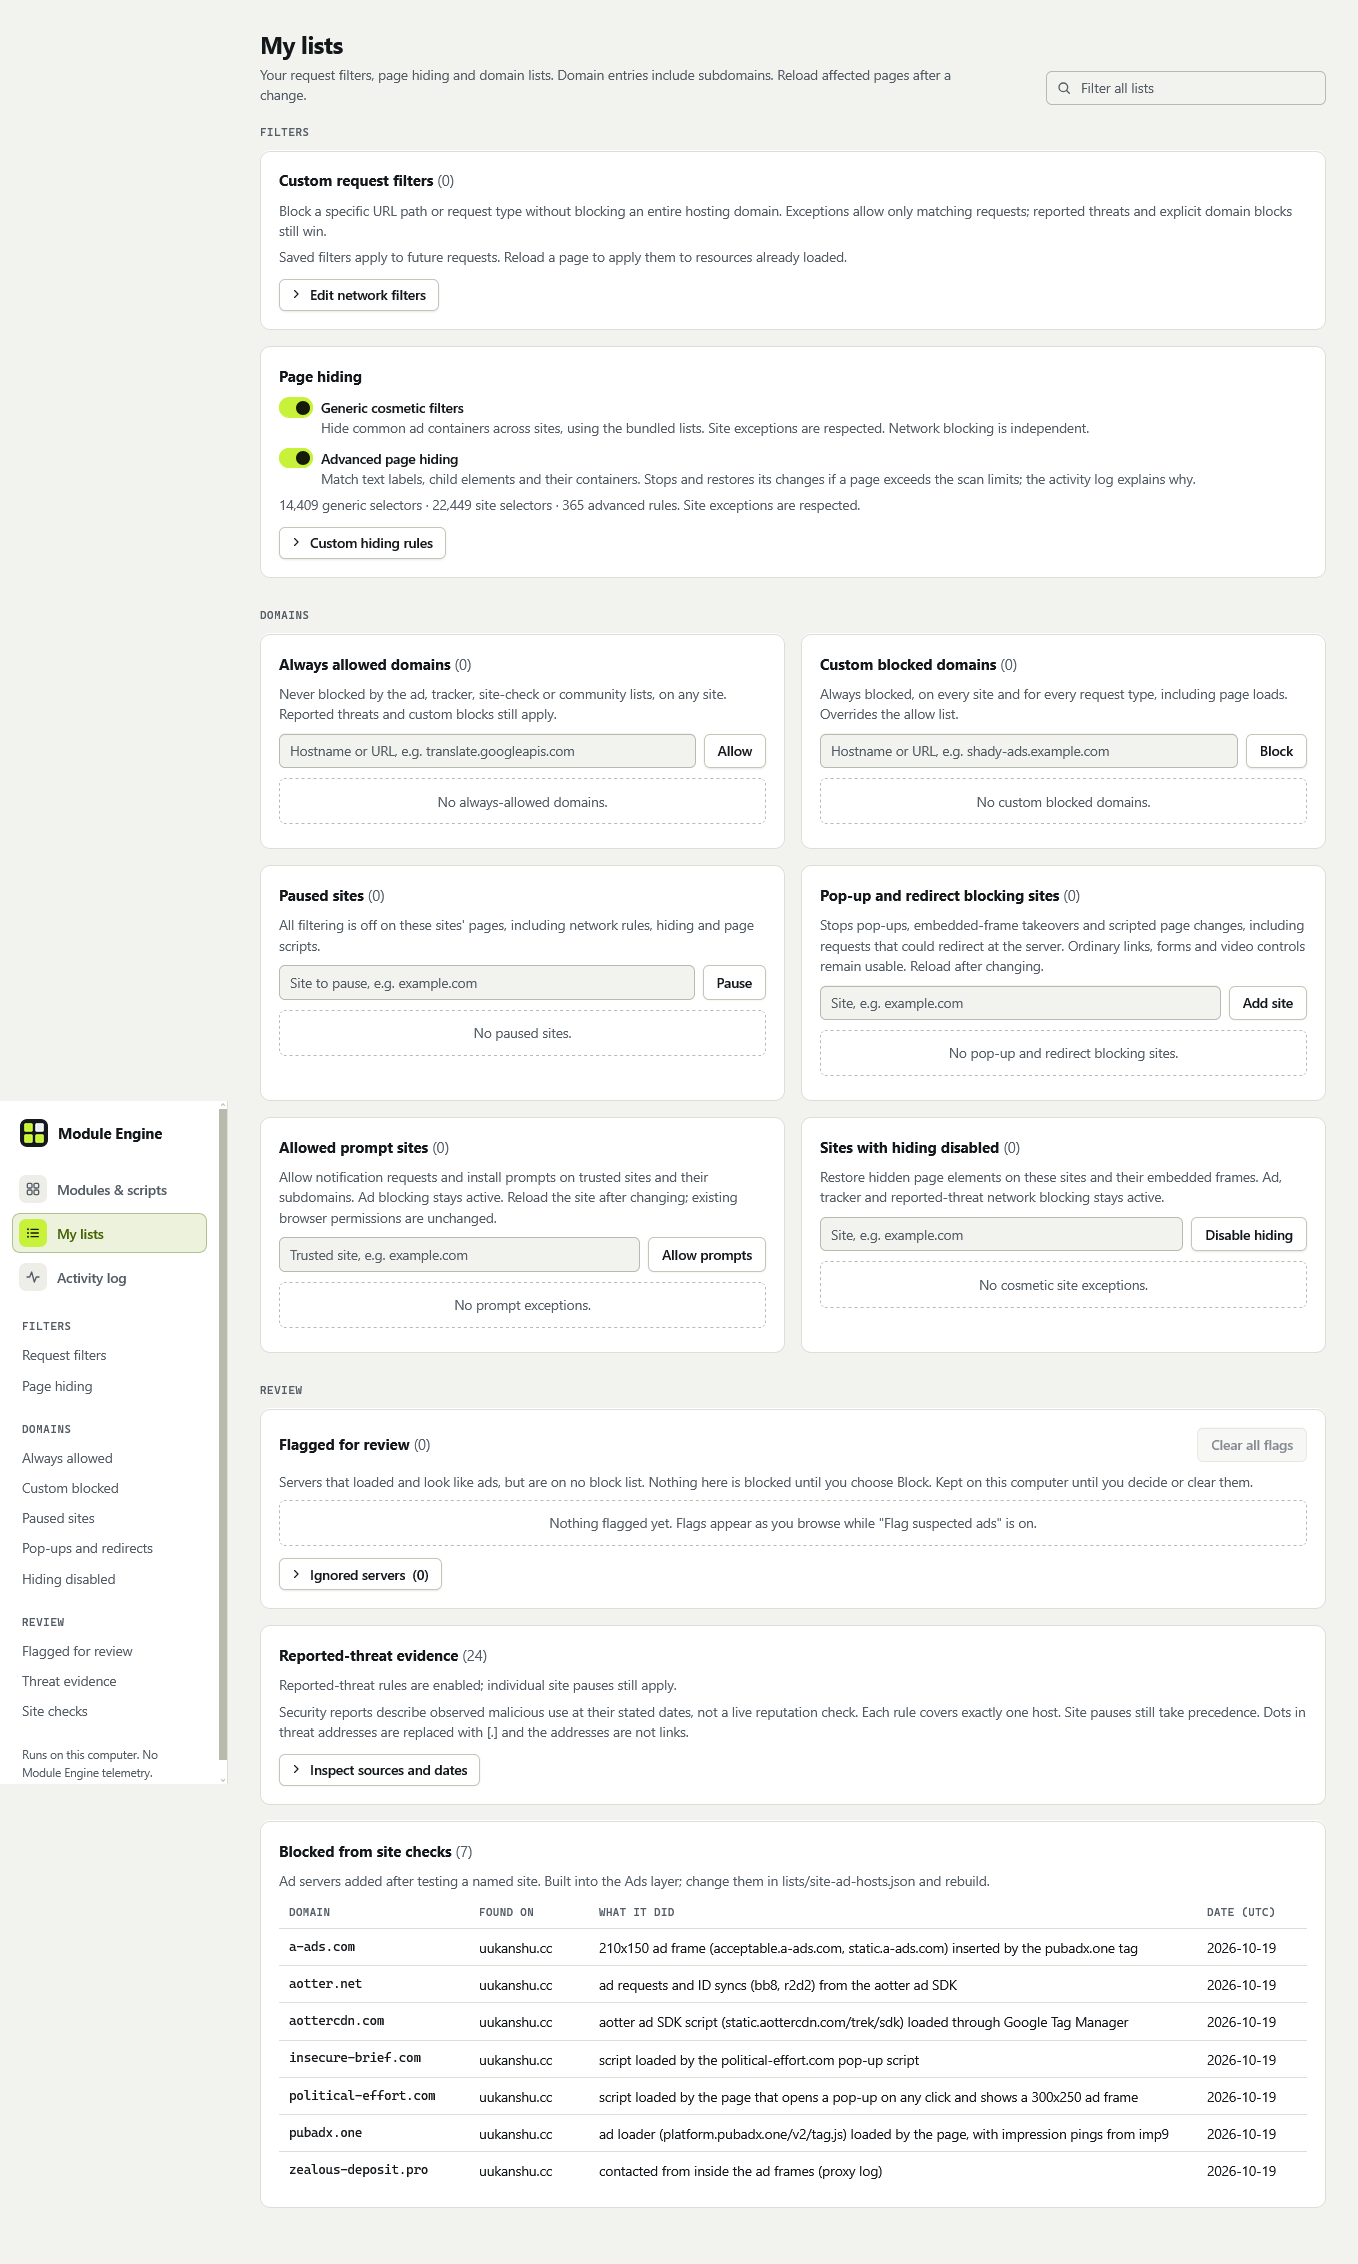 My lists
Your request filters, page hiding and domain lists. Domain entries include subdomains. Reload affected pages after a
change.
Filter all lists
FILTERS
Custom request filters (0)
Block a specific URL path or request type without blocking an entire hosting domain. Exceptions allow only matching requests; reported threats and explicit domain blocks
still win.
Saved filters apply to future requests. Reload a page to apply them to resources already loaded.
Edit network filters
Page hiding
Generic cosmetic filters
Hide common ad containers across sites, using the bundled lists. Site exceptions are respected. Network blocking is independent.
Advanced page hiding
Match text labels, child elements and their containers. Stops and restores its changes if a page exceeds the scan limits; the activity log explains why.
14,409 generic selectors · 22,449 site selectors · 365 advanced rules. Site exceptions are respected.
Custom hiding rules
DOMAINS
Always allowed domains (0)
Never blocked by the ad, tracker, site-check or community lists, on any site.
Reported threats and custom blocks still apply.
Hostname or URL, e.g. translate.googleapis.com
Allow
No always-allowed domains.
Custom blocked domains (0)
Always blocked, on every site and for every request type, including page loads.
Overrides the allow list.
Hostname or URL, e.g. shady-ads.example.com
Block
No custom blocked domains.
Paused sites (0)
All filtering is off on these sites' pages, including network rules, hiding and page
scripts.
Site to pause, e.g. example.com
Pause
No paused sites.
Pop-up and redirect blocking sites (0)
Stops pop-ups, embedded-frame takeovers and scripted page changes, including
requests that could redirect at the server. Ordinary links, forms and video controls
remain usable. Reload after changing.
Site, e.g. example.com
Add site
No pop-up and redirect blocking sites.
Allowed prompt sites (0)
Allow notification requests and install prompts on trusted sites and their
subdomains. Ad blocking stays active. Reload the site after changing; existing
browser permissions are unchanged.
Trusted site, e.g. example.com
Allow prompts
No prompt exceptions.
Sites with hiding disabled (0)
Restore hidden page elements on these sites and their embedded frames. Ad,
tracker and reported-threat network blocking stays active.
Site, e.g. example.com
Disable hiding
No cosmetic site exceptions.
Module Engine
Modules & scripts
My lists
Activity log
FILTERS
Request filters
Page hiding
DOMAINS
Always allowed
Custom blocked
Paused sites
Pop-ups and redirects
Hiding disabled
REVIEW
Flagged for review
Threat evidence
Site checks
Runs on this computer. No
Module Engine telemetry.
REVIEW
Flagged for review (0)
Clear all flags
Servers that loaded and look like ads, but are on no block list. Nothing here is blocked until you choose Block. Kept on this computer until you decide or clear them.
Nothing flagged yet. Flags appear as you browse while "Flag suspected ads" is on.
Ignored servers (0)
Reported-threat evidence (24)
Reported-threat rules are enabled; individual site pauses still apply.
Security reports describe observed malicious use at their stated dates, not a live reputation check. Each rule covers exactly one host. Site pauses still take precedence. Dots in
threat addresses are replaced with [.] and the addresses are not links.
Inspect sources and dates
Blocked from site checks (7)
Ad servers added after testing a named site. Built into the Ads layer; change them in lists/site-ad-hosts.json and rebuild.
DOMAIN FOUND ON WHAT IT DID DATE (UTC)
a-ads.com uukanshu.cc 210x150 ad frame (acceptable.a-ads.com, static.a-ads.com) inserted by the pubadx.one tag 2026-10-19
aotter.net uukanshu.cc ad requests and ID syncs (bb8, r2d2) from the aotter ad SDK 2026-10-19
aottercdn.com uukanshu.cc aotter ad SDK script (static.aottercdn.com/trek/sdk) loaded through Google Tag Manager 2026-10-19
insecure-brief.com uukanshu.cc script loaded by the political-effort.com pop-up script 2026-10-19
political-effort.com uukanshu.cc script loaded by the page that opens a pop-up on any click and shows a 300x250 ad frame 2026-10-19
pubadx.one uukanshu.cc ad loader (platform.pubadx.one/v2/tag.js) loaded by the page, with impression pings from imp9 2026-10-19
zealous-deposit.pro uukanshu.cc contacted from inside the ad frames (proxy log) 2026-10-19